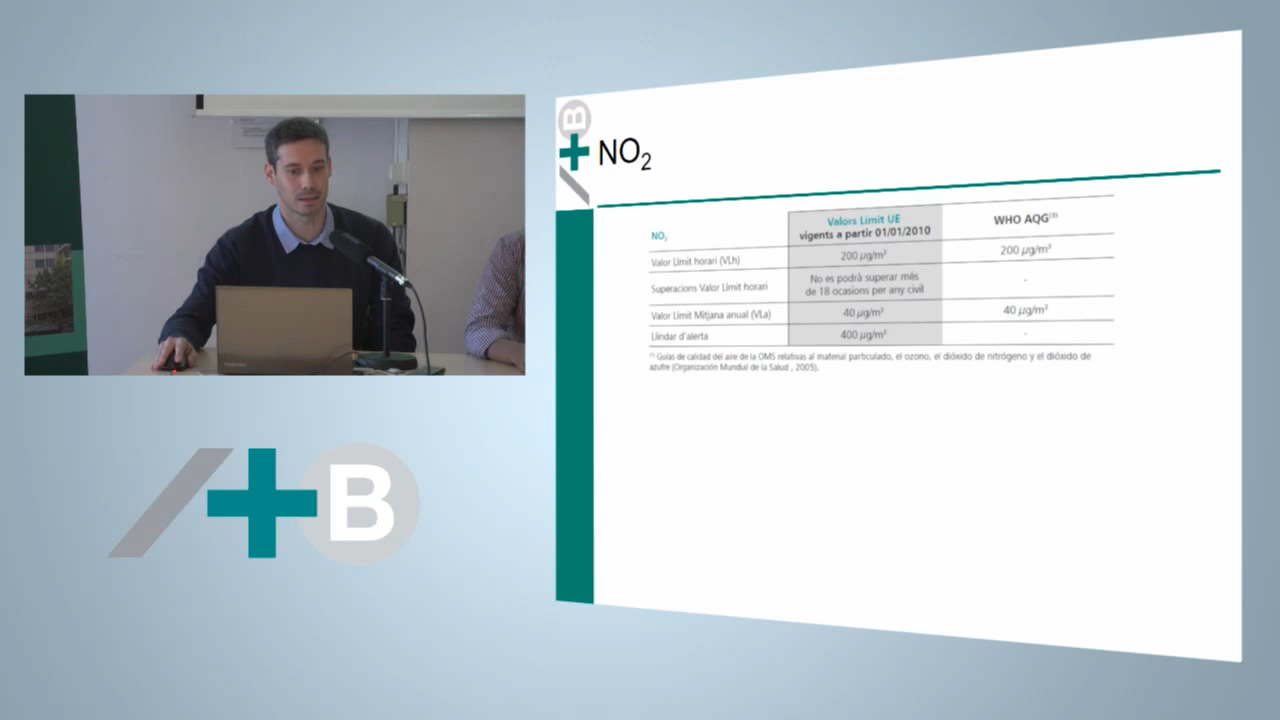 B
NO₂
NO₂
Valors Límit UE
vigents a partir 01/01/2010
WHO AQG⁽¹⁾
Valor Límit horari (VLh)
200 µg/m³
200 µg/m³
Superacions Valor Límit horari
No es podrà superar més
de 18 ocasions per any civil
-
Valor Límit Mitjana anual (VLa)
40 µg/m³
40 µg/m³
Llindar d'alerta
400 µg/m³
-
⁽¹⁾ Guías de calidad del aire de la OMS relativas al material particulado, el ozono, el dióxido de nitrógeno y el dióxido de
azufre (Organización Mundial de la Salud , 2005).
B